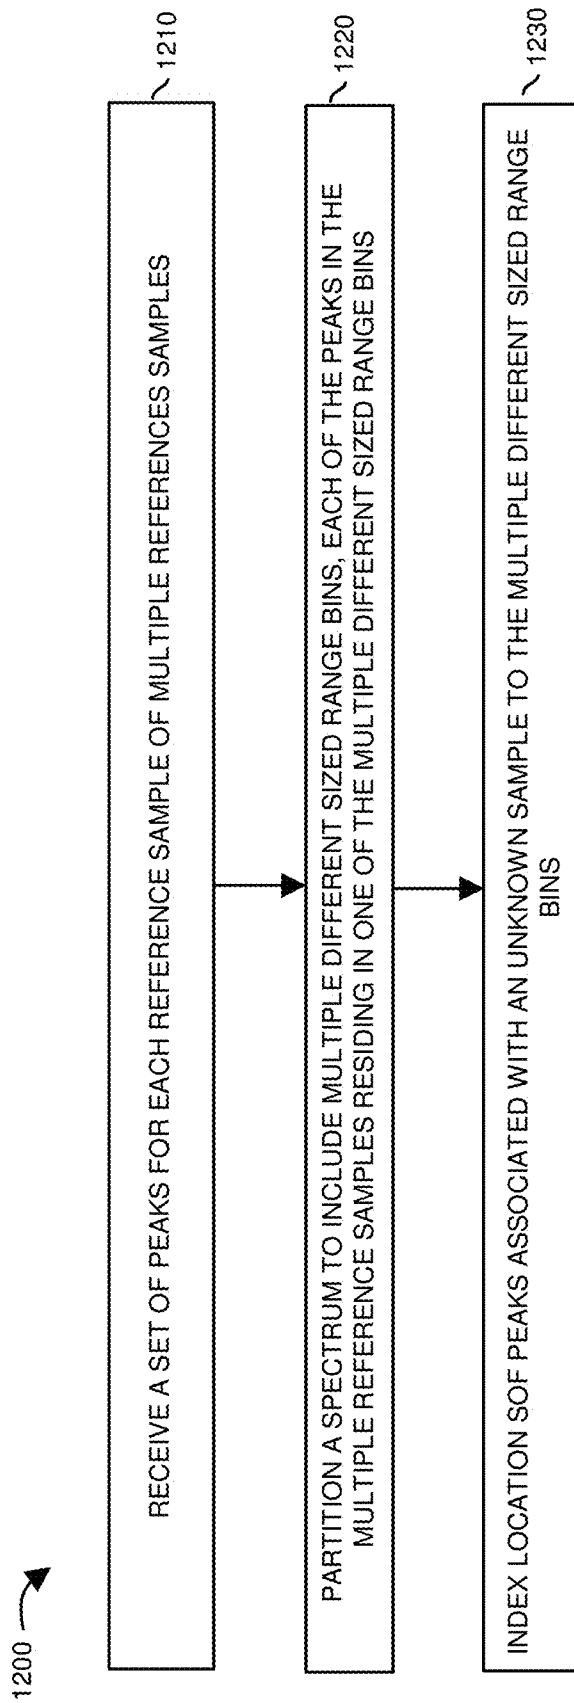 1200
RECEIVE A SET OF PEAKS FOR EACH REFERENCE SAMPLE OF MULTIPLE REFERENCES SAMPLES
1210
PARTITION A SPECTRUM TO INCLUDE MULTIPLE DIFFERENT SIZED RANGE BINS, EACH OF THE PEAKS IN THE
MULTIPLE REFERENCE SAMPLES RESIDING IN ONE OF THE MULTIPLE DIFFERENT SIZED RANGE BINS
1220
INDEX LOCATION SOF PEAKS ASSOCIATED WITH AN UNKNOWN SAMPLE TO THE MULTIPLE DIFFERENT SIZED RANGE
BINS
1230